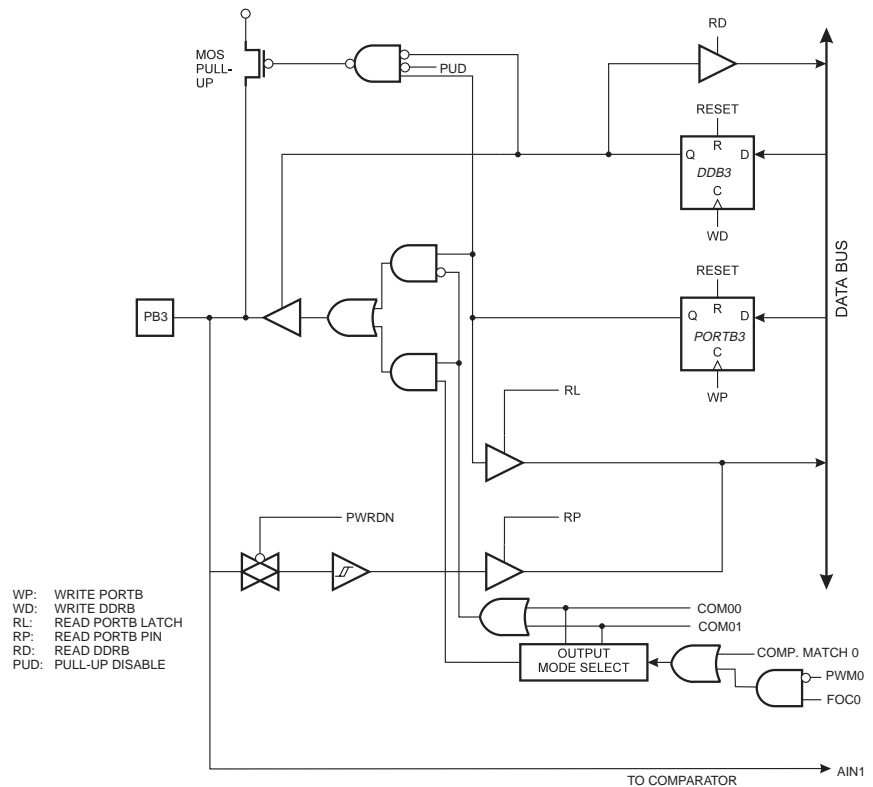 RD
MOS
PULL-
UP
PUD
RESET
R
Q
D
DDB3
C
WD
DATA BUS
RESET
R
Q
D
PORTB3
C
WP
PB3
RL
PWRDN
RP
WP: WRITE PORTB
WD: WRITE DDRB
RL: READ PORTB LATCH
RP: READ PORTB PIN
RD: READ DDRB
PUD: PULL-UP DISABLE
COM00
COM01
OUTPUT
MODE SELECT
COMP. MATCH 0
PWM0
FOC0
TO COMPARATOR
AIN1